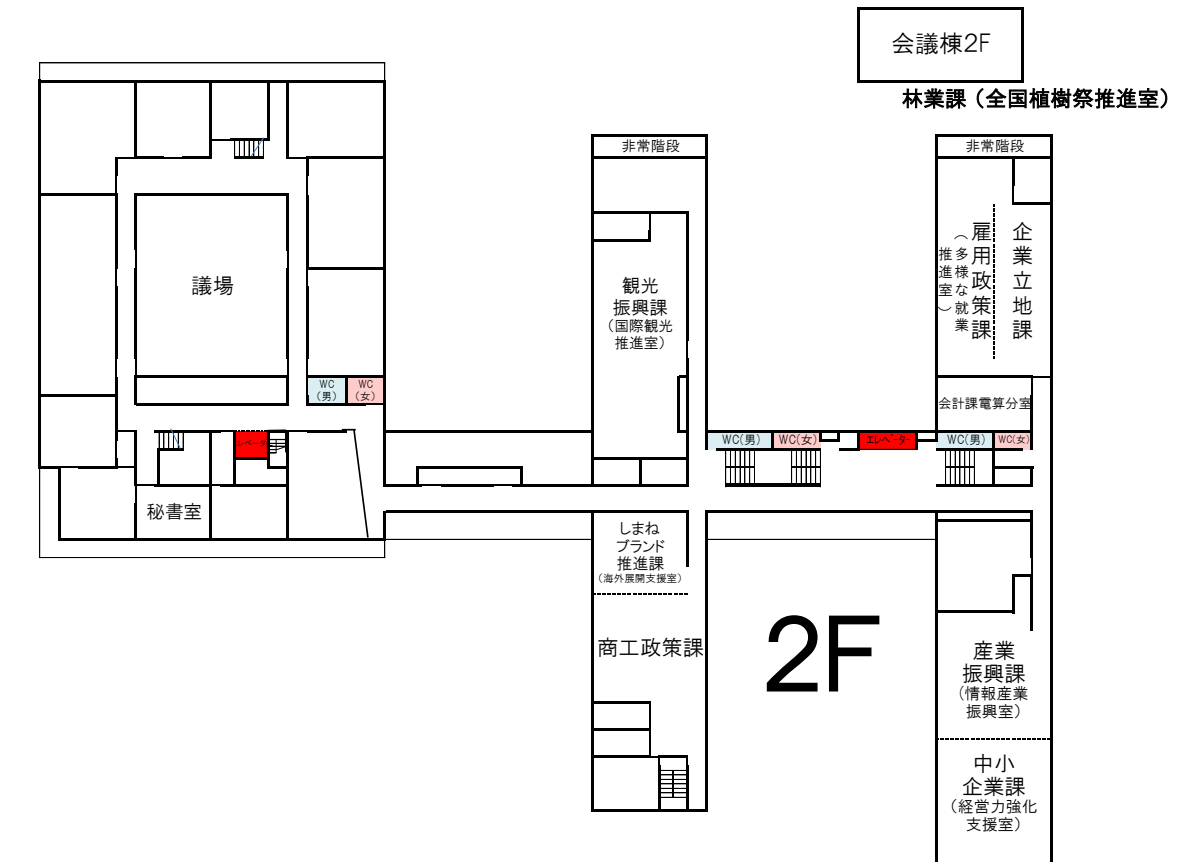 会議棟2F
林業課（全国植樹祭推進室）
非常階段
非常階段
議場
観光
振興課
（国際観光
推進室）
企業立地課
雇用政策課
（多様な就業
推進室）
WC
（男）
WC
（女）
会計課電算分室
エレベーター
WC(男)
WC(女)
エレベーター
WC(男)
WC(女)
秘書室
しまね
ブランド
推進課
（海外展開支援室）
商工政策課
2F
産業
振興課
（情報産業
振興室）
中小
企業課
（経営力強化
支援室）